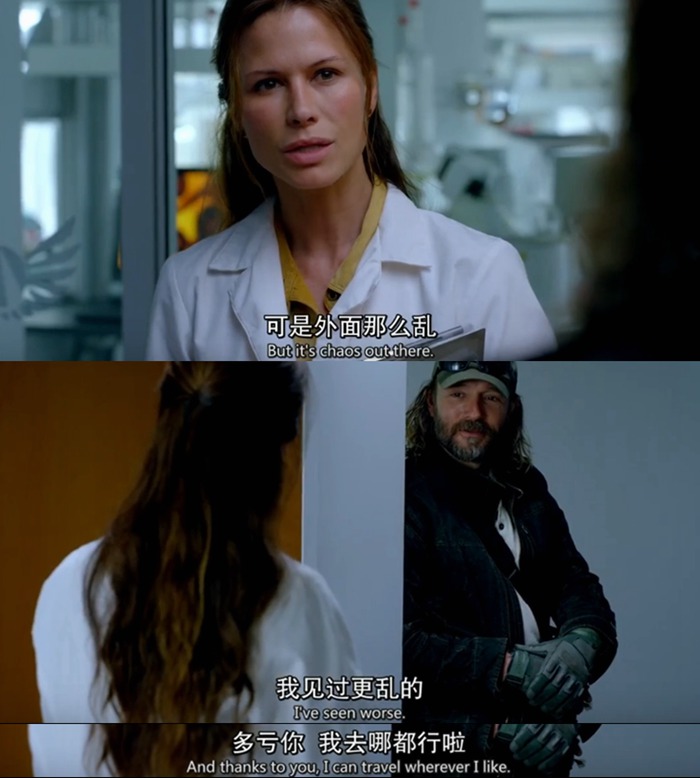 可是外面那么乱
But it's chaos out there.
我见过更乱的
I've seen worse.
多亏你 我去哪都行啦
And thanks to you, I can travel wherever I like.